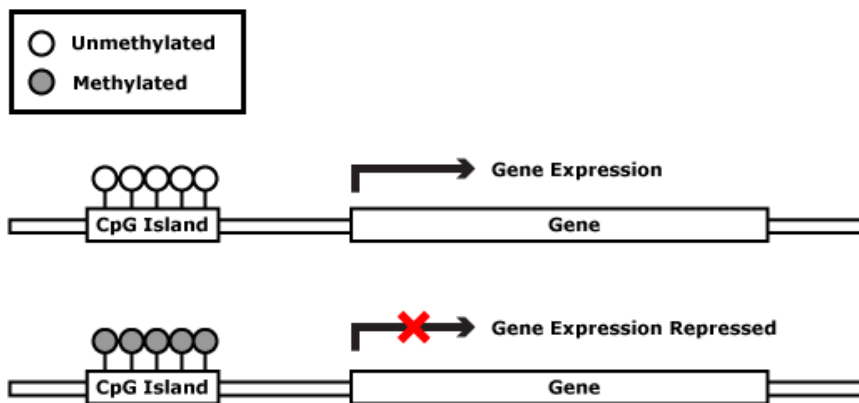 Unmethylated
Methylated
Gene Expression
CpG Island
Gene
Gene Expression Repressed
CpG Island
Gene